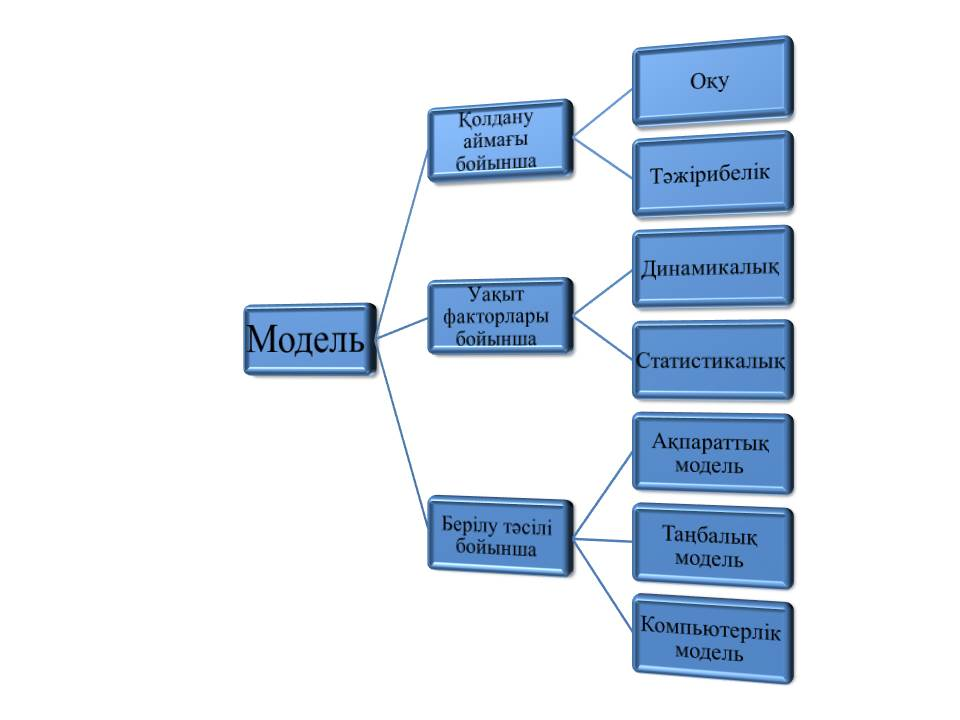 Модель
Қолдану
аймағы
бойынша
Оқу
Тәжірибелік
Уақыт
факторлары
бойынша
Динамикалық
Статистикалық
Берілу тәсілі
бойынша
Ақпараттық
модель
Таңбалық
модель
Компьютерлік
модель